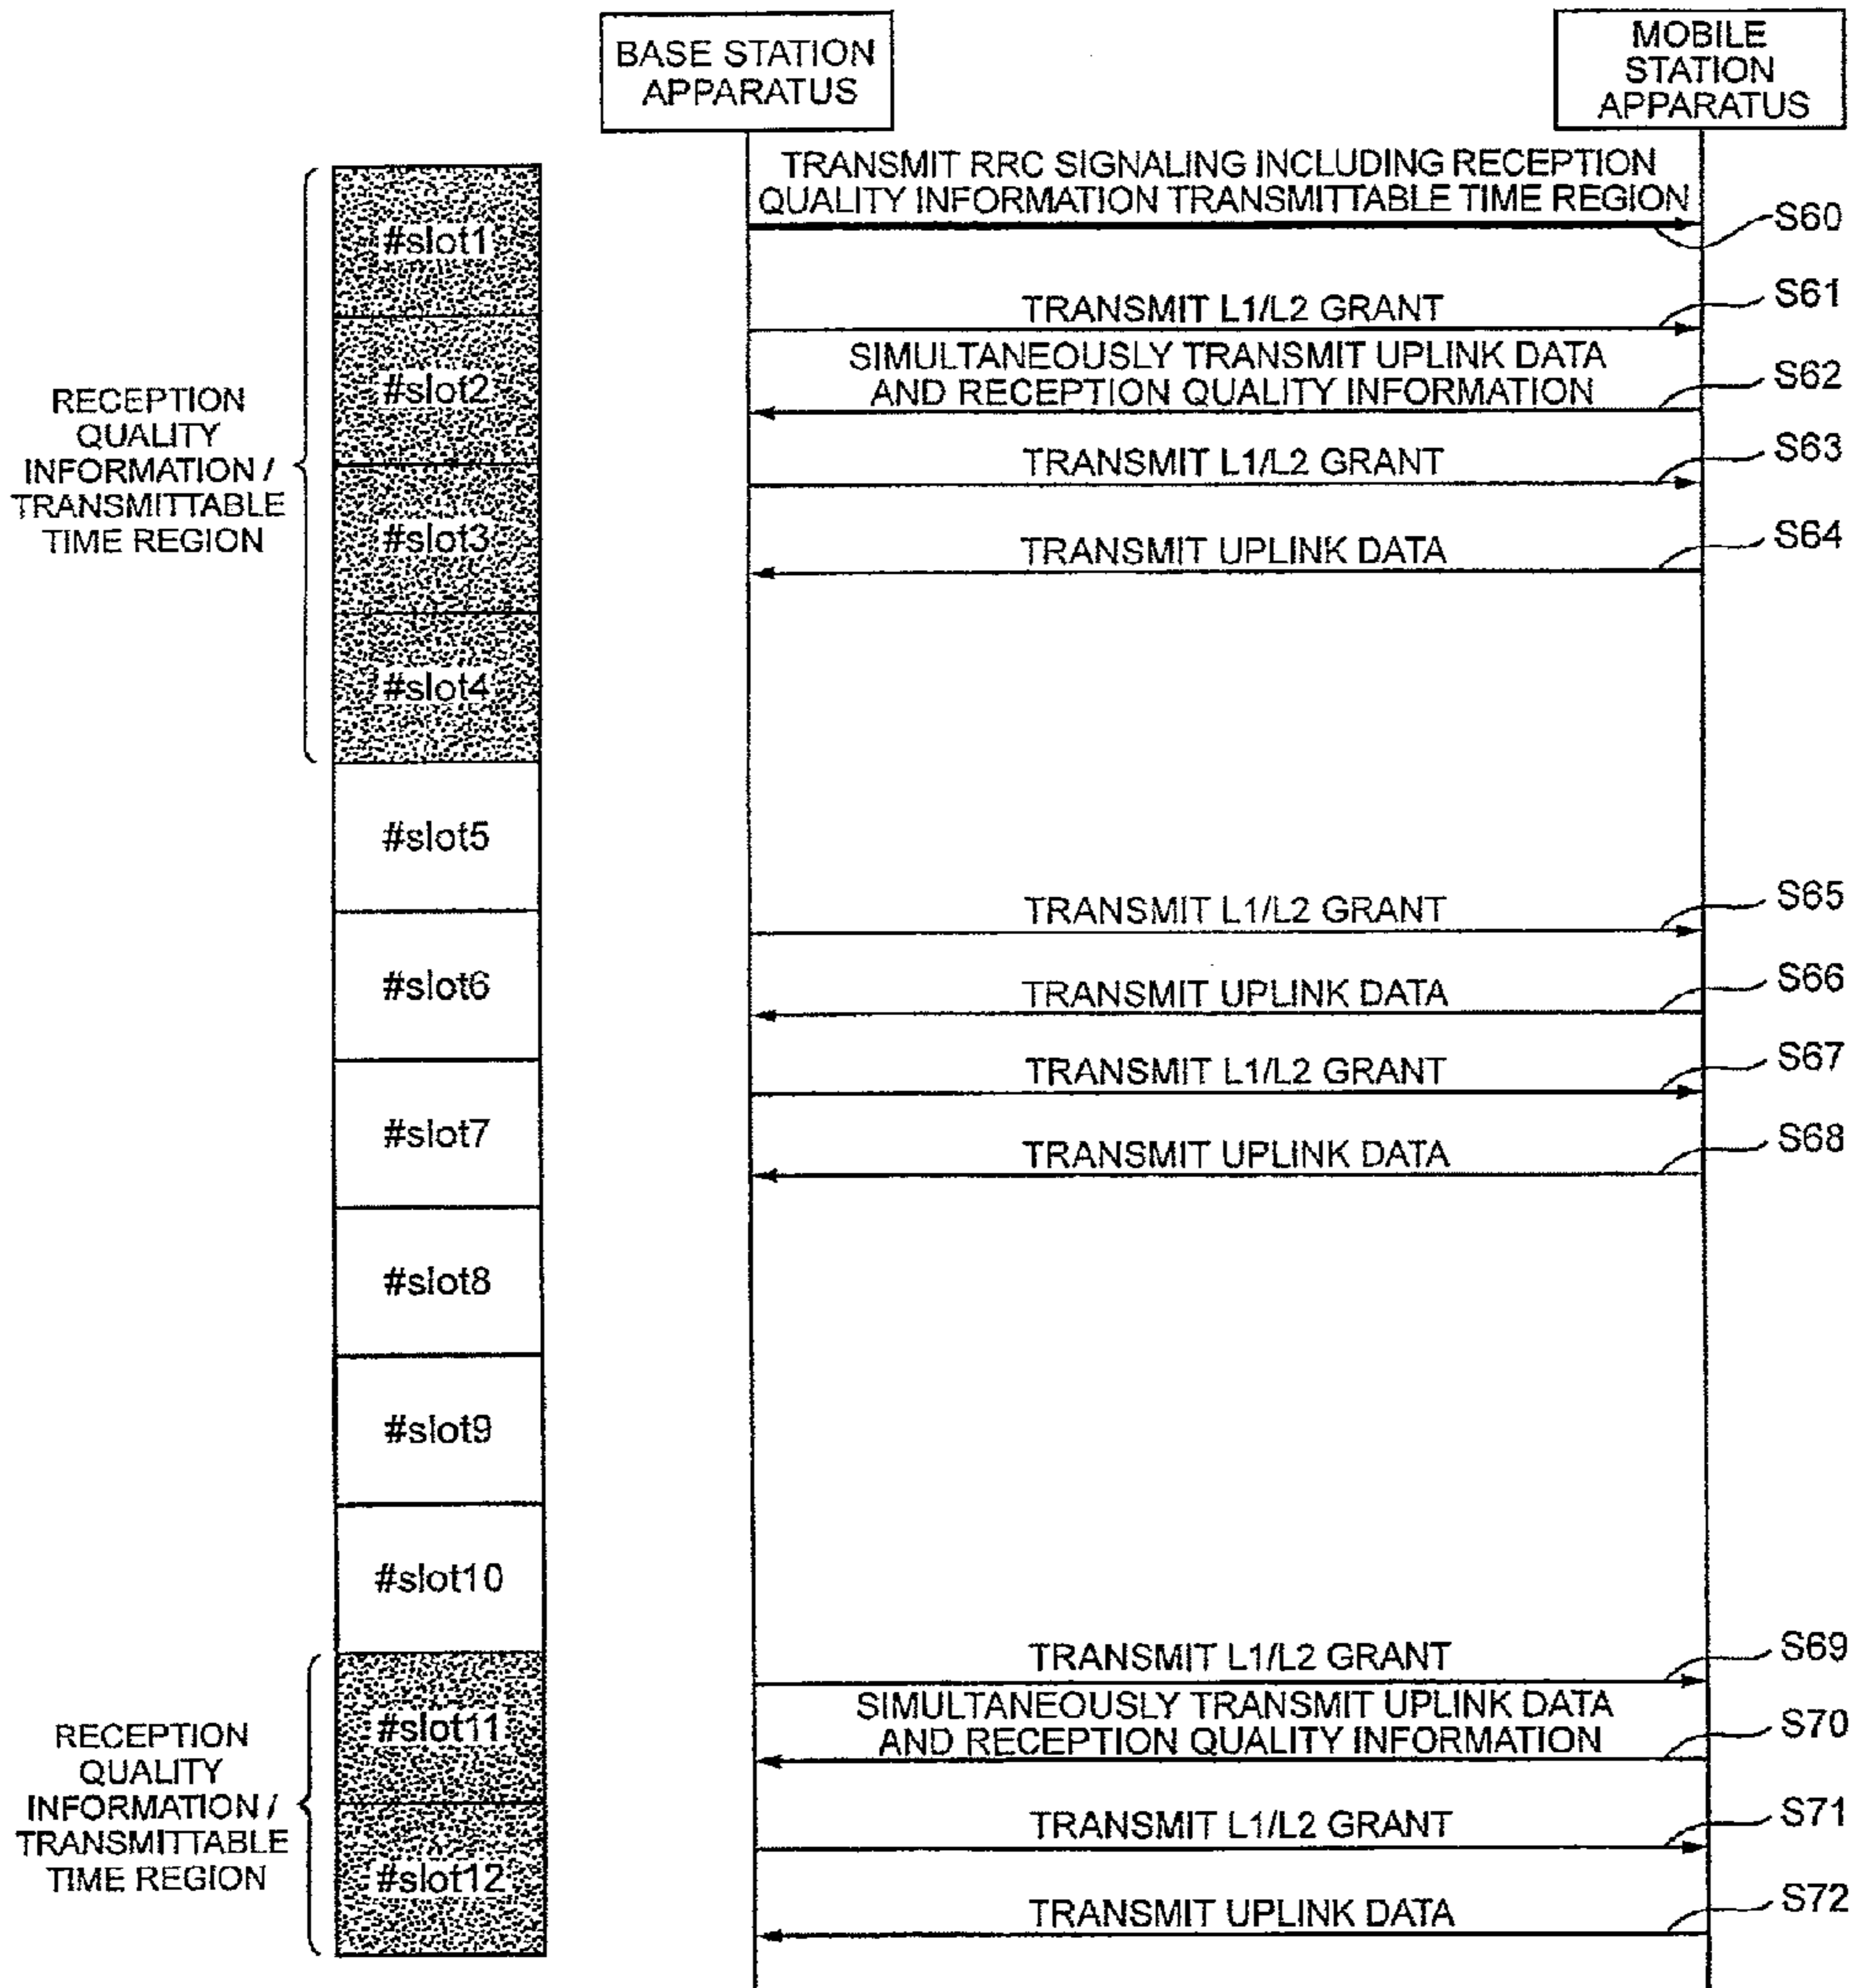 BASE STATION
APPARATUS
MOBILE
STATION
APPARATUS
TRANSMIT RRC SIGNALING INCLUDING RECEPTION
QUALITY INFORMATION TRANSMITTABLE TIME REGION
S60
#slot1
TRANSMIT L1/L2 GRANT
S61
SIMULTANEOUSLY TRANSMIT UPLINK DATA
AND RECEPTION QUALITY INFORMATION
S62
#slot2
RECEPTION
QUALITY
INFORMATION /
TRANSMITTABLE
TIME REGION
TRANSMIT L1/L2 GRANT
S63
#slot3
TRANSMIT UPLINK DATA
S64
#slot4
#slot5
TRANSMIT L1/L2 GRANT
S65
#slot6
TRANSMIT UPLINK DATA
S66
TRANSMIT L1/L2 GRANT
S67
#slot7
TRANSMIT UPLINK DATA
S68
#slot8
#slot9
#slot10
TRANSMIT L1/L2 GRANT
S69
#slot11
SIMULTANEOUSLY TRANSMIT UPLINK DATA
AND RECEPTION QUALITY INFORMATION
S70
RECEPTION
QUALITY
INFORMATION /
TRANSMITTABLE
TIME REGION
TRANSMIT L1/L2 GRANT
S71
#slot12
TRANSMIT UPLINK DATA
S72